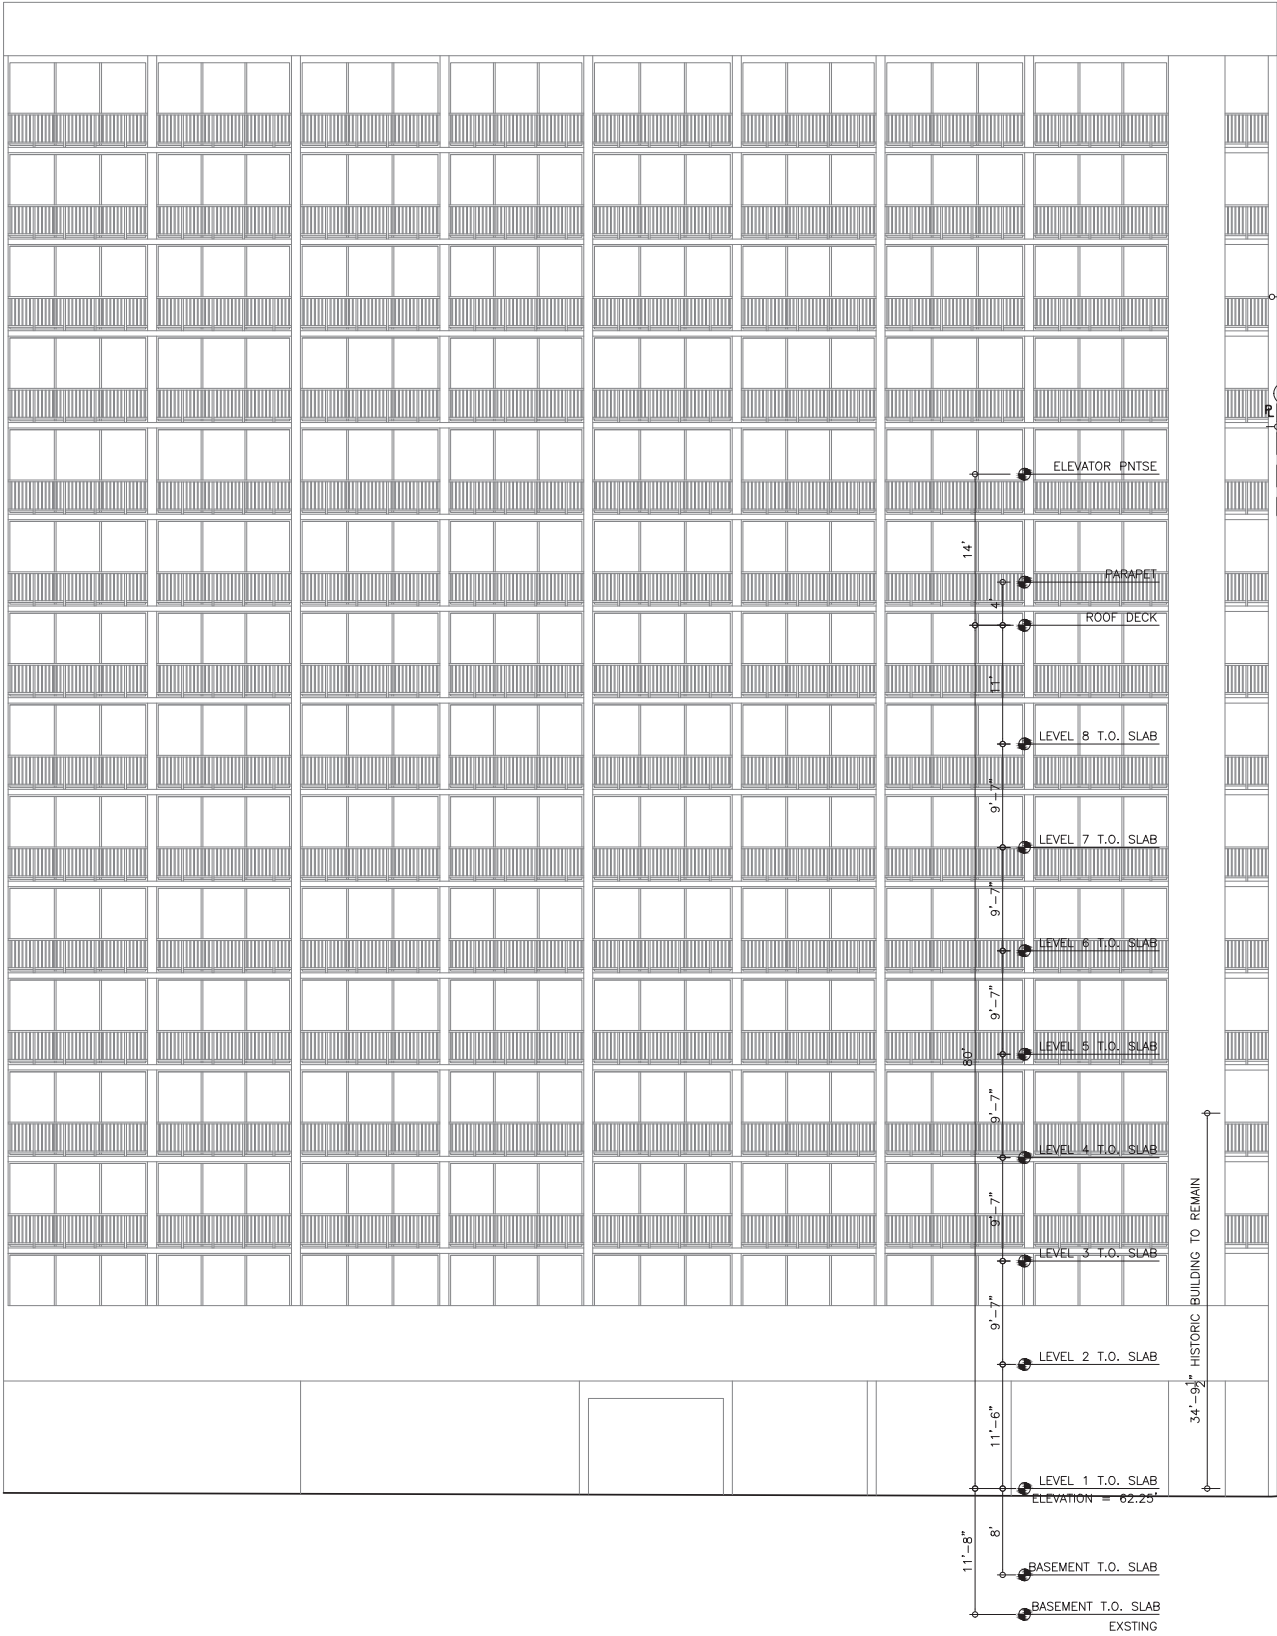 PL
ELEVATOR PNTSE
14'
PARAPET
4'
ROOF DECK
11'
LEVEL 8 T.O. SLAB
9'-7"
LEVEL 7 T.O. SLAB
9'-7"
LEVEL 6 T.O. SLAB
9'-7"
LEVEL 5 T.O. SLAB
80'
9'-7"
LEVEL 4 T.O. SLAB
9'-7"
LEVEL 3 T.O. SLAB
9'-7"
LEVEL 2 T.O. SLAB
34'-9½" HISTORIC BUILDING TO REMAIN
11'-6"
LEVEL 1 T.O. SLAB
ELEVATION = 62.25'
8'
11'-8"
BASEMENT T.O. SLAB
BASEMENT T.O. SLAB
EXSTING